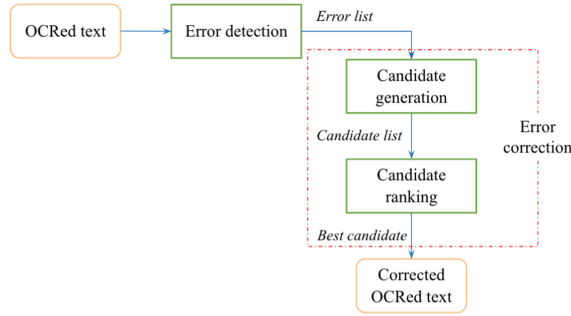 OCRed text
Error detection
Error list
Candidate
generation
Candidate list
Error
correction
Candidate
ranking
Best candidate
Corrected
OCRed text